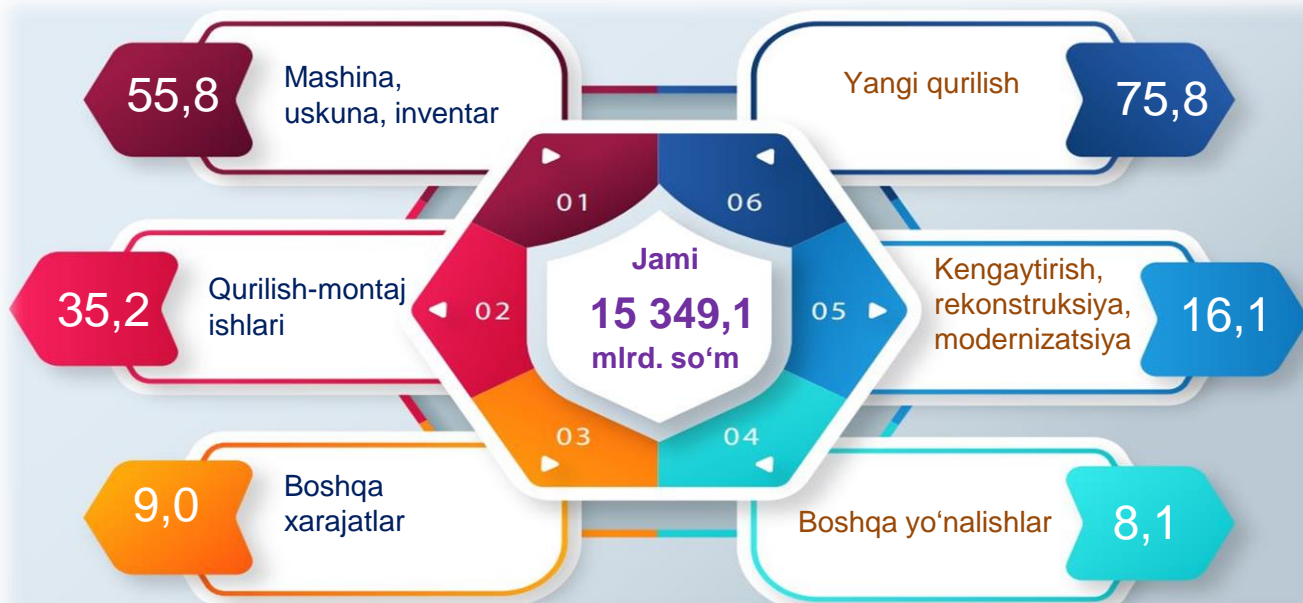 55,8
Mashina,
uskuna, inventar
Yangi qurilish
75,8
01
06
35,2
Qurilish-montaj
ishlari
02
Jami
15 349,1
mlrd. so‘m
05
Kengaytirish,
rekonstruksiya,
modernizatsiya
16,1
03
04
9,0
Boshqa
xarajatlar
Boshqa yo‘nalishlar
8,1